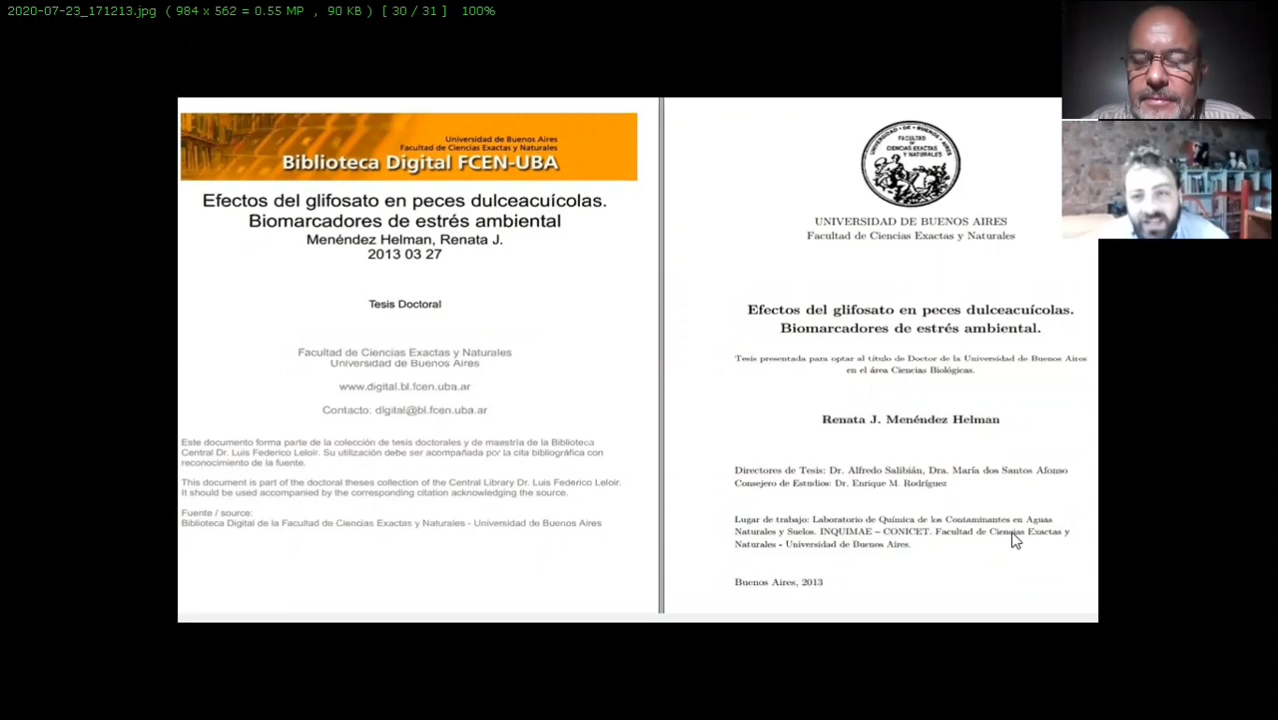 2020-07-23_171213.jpg ( 984 x 562 = 0.55 MP , 90 KB ) [ 30 / 31 ] 100%
Universidad de Buenos Aires
Facultad de Ciencias Exactas y Naturales
Biblioteca Digital FCEN-UBA
Efectos del glifosato en peces dulceacuícolas.
Biomarcadores de estrés ambiental
Menéndez Helman, Renata J.
2013 03 27
Tesis Doctoral
Facultad de Ciencias Exactas y Naturales
Universidad de Buenos Aires
www.digital.bl.fcen.uba.ar
Contacto: digital@bl.fcen.uba.ar
Este documento forma parte de la colección de tesis doctorales y de maestría de la Biblioteca
Central Dr. Luis Federico Leloir. Su utilización debe ser acompañada por la cita bibliográfica con
reconocimiento de la fuente.
This document is part of the doctoral theses collection of the Central Library Dr. Luis Federico Leloir.
It should be used accompanied by the corresponding citation acknowledging the source.
Fuente / source:
Biblioteca Digital de la Facultad de Ciencias Exactas y Naturales - Universidad de Buenos Aires
UNIVERSIDAD DE BUENOS AIRES
FACULTAD
DE
CIENCIAS EXACTAS
Y NATURALES
UNIVERSIDAD DE BUENOS AIRES
Facultad de Ciencias Exactas y Naturales
Efectos del glifosato en peces dulceacuícolas.
Biomarcadores de estrés ambiental.
Tesis presentada para optar al título de Doctor de la Universidad de Buenos Aires
en el área Ciencias Biológicas.
Renata J. Menéndez Helman
Directores de Tesis: Dr. Alfredo Salibián, Dra. María dos Santos Afonso
Consejero de Estudios: Dr. Enrique M. Rodríguez
Lugar de trabajo: Laboratorio de Química de los Contaminantes en Aguas
Naturales y Suelos. INQUIMAE – CONICET. Facultad de Ciencias Exactas y
Naturales - Universidad de Buenos Aires.
Buenos Aires, 2013